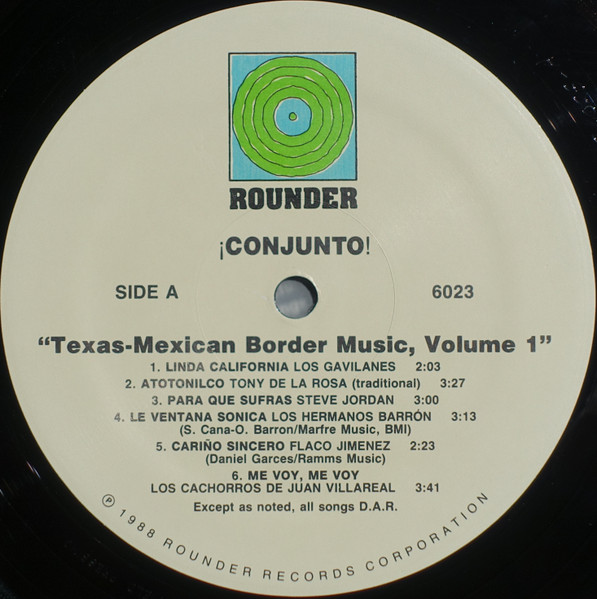 ROUNDER
¡CONJUNTO!
SIDE A
6023
“Texas-Mexican Border Music, Volume 1”
1. LINDA CALIFORNIA LOS GAVILANES 2:03
2. ATOTONILCO TONY DE LA ROSA (traditional) 3:27
3. PARA QUE SUFRAS STEVE JORDAN 3:00
4. LE VENTANA SONICA LOS HERMANOS BARRÓN 3:13
(S. Cana-O. Barron/Marfre Music, BMI)
5. CARIÑO SINCERO FLACO JIMENEZ 2:23
(Daniel Garces/Ramms Music)
6. ME VOY, ME VOY
LOS CACHORROS DE JUAN VILLAREAL 3:41
Except as noted, all songs D.A.R.
℗ 1988 ROUNDER RECORDS CORPORATION